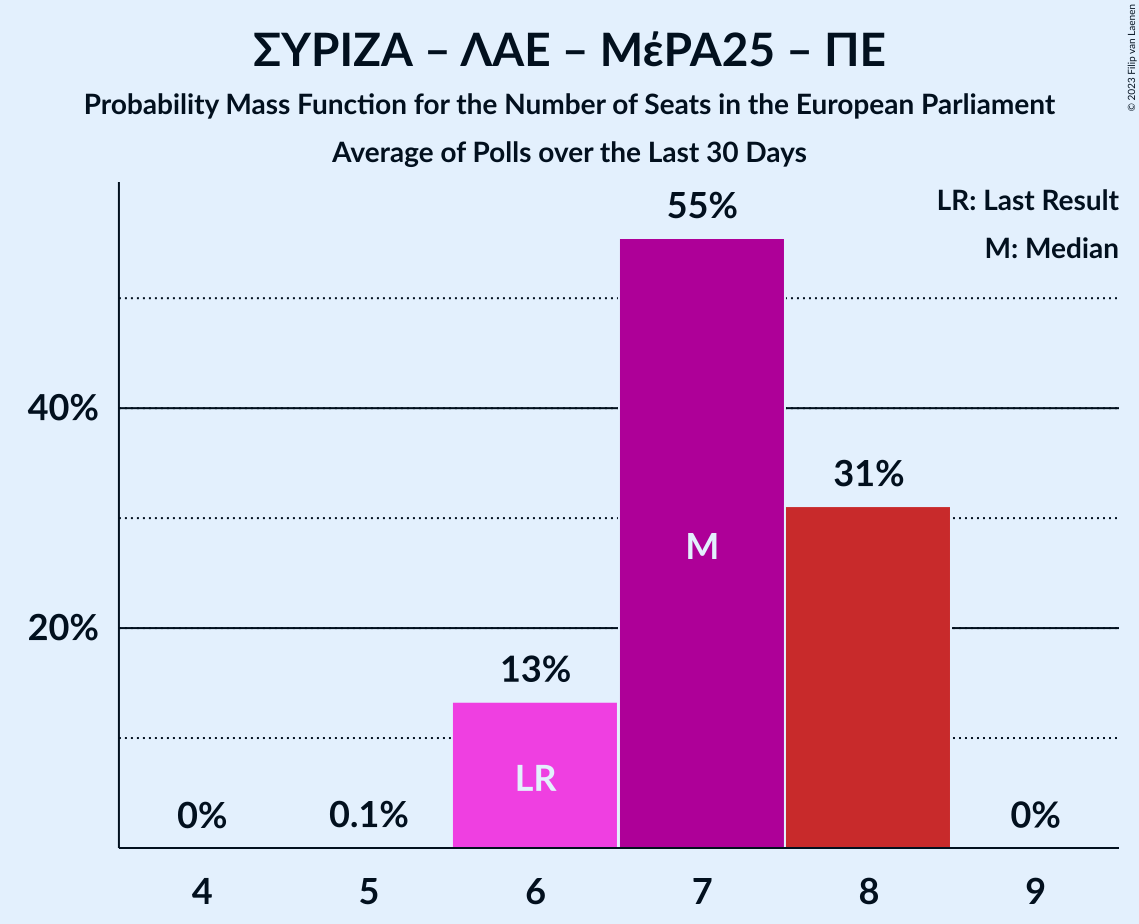 ΣΥΡΙΖΑ – ΛΑΕ – ΜέΡΑ25 – ΠΕ
Probability Mass Function for the Number of Seats in the European Parliament
Average of Polls over the Last 30 Days
© 2023 Filip van Laenen
LR: Last Result
M: Median
55%
40%
31%
M
20%
13%
LR
0%
0.1%
0%
4 5 6 7 8 9